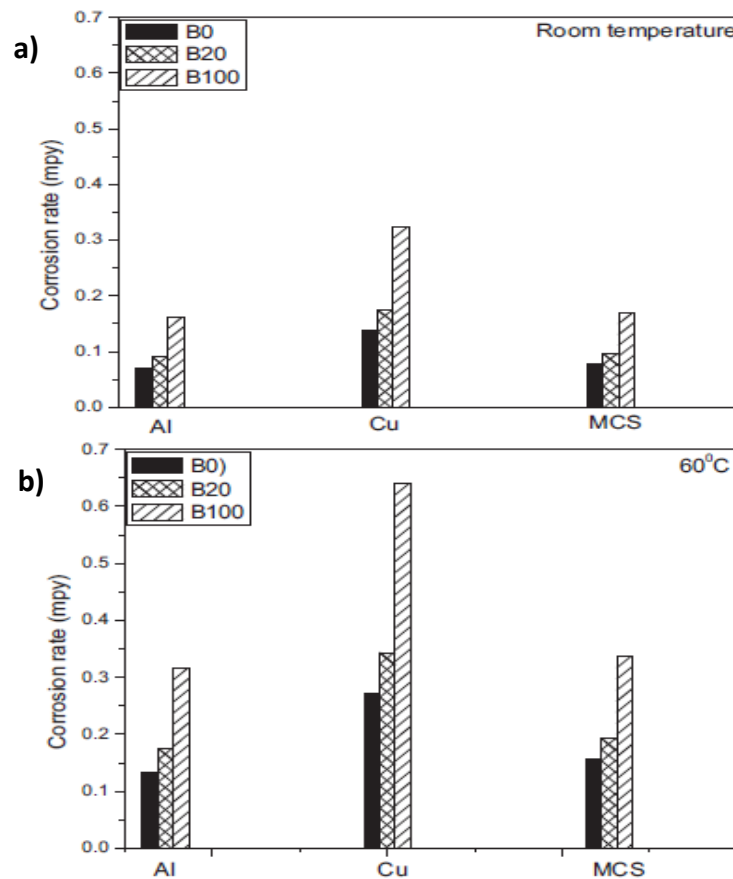 a)
B0
B20
B100
Room temperature
0.7
0.6
0.5
0.4
0.3
0.2
0.1
0.0
Corrosion rate (mpy)
Al
Cu
MCS
b)
B0)
B20
B100
60°C
0.7
0.6
0.5
0.4
0.3
0.2
0.1
0.0
Corrosion rate (mpy)
Al
Cu
MCS